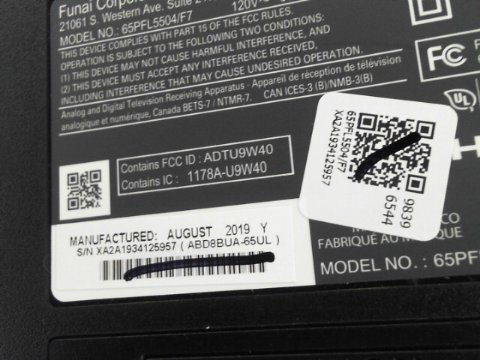 Funai Corpor
21061 S. Western Ave. Suite
MODEL NO.: 65PFL5504/F7 120V~
THIS DEVICE COMPLIES WITH PART 15 OF THE FCC RULES.
OPERATION IS SUBJECT TO THE FOLLOWING TWO CONDITIONS:
(1) THIS DEVICE MAY NOT CAUSE HARMFUL INTERFERENCE, AND
(2) THIS DEVICE MUST ACCEPT ANY INTERFERENCE RECEIVED,
INCLUDING INTERFERENCE THAT MAY CAUSE UNDESIRED OPERATION.
Analog and Digital Television Receiving Apparatus - Appareil de réception de télévision
analogique et numérique, Canada BETS-7 / NTMR-7. CAN ICES-3 (B)/NMB-3(B)
FC
UL
Contains FCC ID : ADTU9W40
Contains IC : 1178A-U9W40
65PFL5504/F7
XA2A1934125957
9839
6544
MANUFACTURED: AUGUST 2019 Y
S/N XA2A1934125957 ( ABD8BUA-65UL )
MEXICO
FABRIQUÉ AU MEXIQUE
MODEL NO. : 65PF